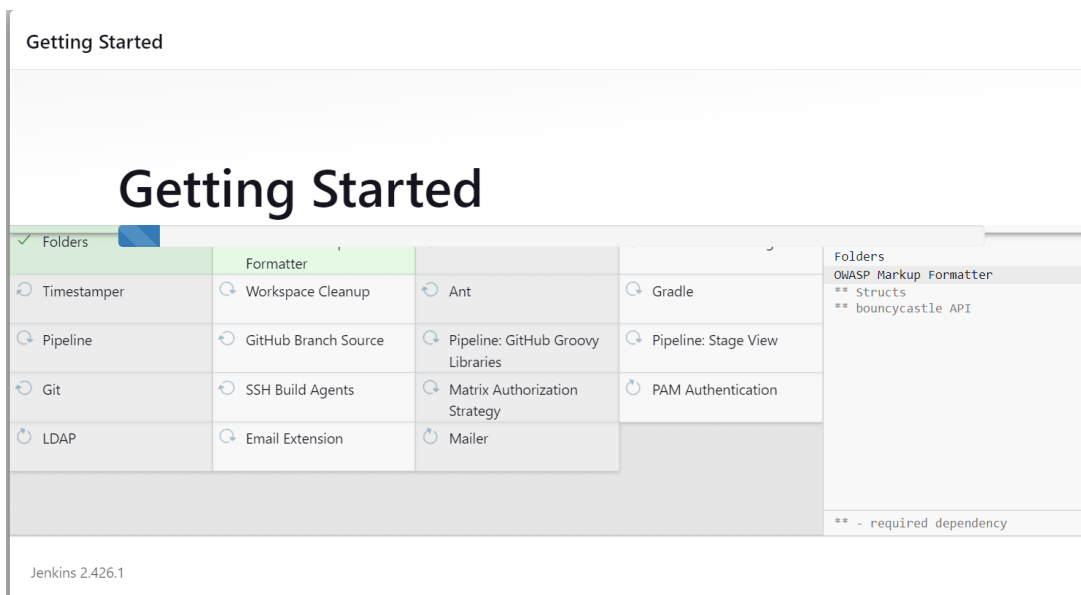 Getting Started
Getting Started
Folders
Formatter
Folders
OWASP Markup Formatter
** Structs
** bouncycastle API
Timestamper
Workspace Cleanup
Ant
Gradle
Pipeline
GitHub Branch Source
Pipeline: GitHub Groovy
Libraries
Pipeline: Stage View
Git
SSH Build Agents
Matrix Authorization
Strategy
PAM Authentication
LDAP
Email Extension
Mailer
** - required dependency
Jenkins 2.426.1